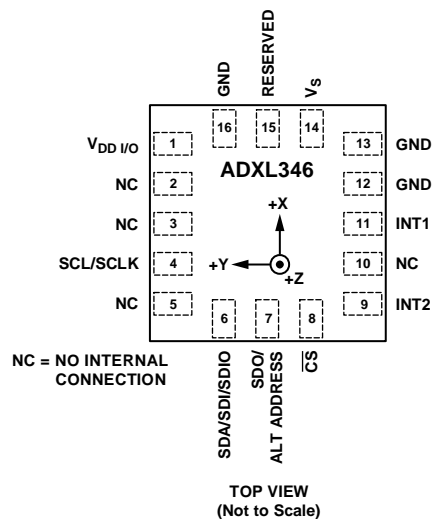 GND
RESERVED
VS
16
15
14
VDD I/O
1
13
GND
ADXL346
NC
2
12
GND
+X
NC
3
11
INT1
SCL/SCLK
4
+Y
+Z
10
NC
NC
5
9
INT2
6
7
8
NC = NO INTERNAL
CONNECTION
SDA/SDI/SDIO
SDO/
ALT ADDRESS
CS
TOP VIEW
(Not to Scale)